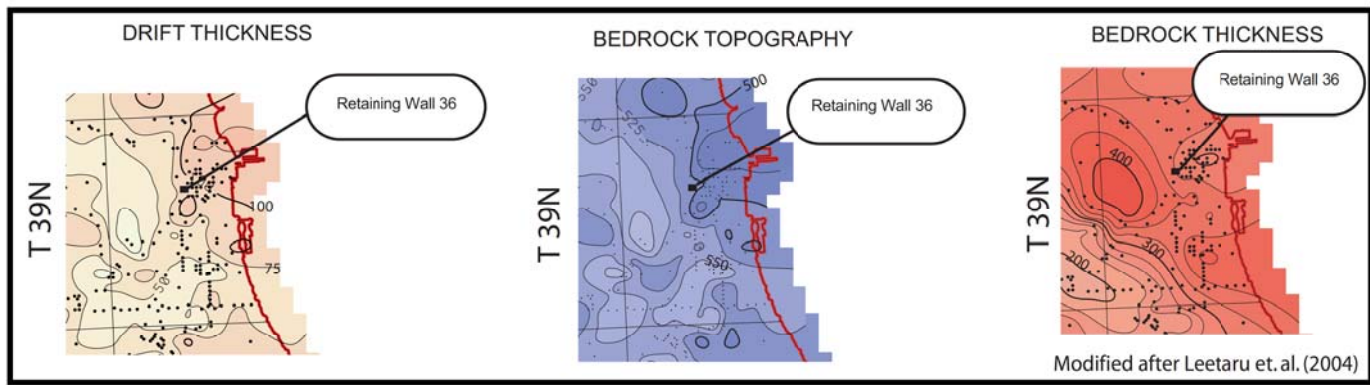 DRIFT THICKNESS
Retaining Wall 36
T 39N
100
75
50
BEDROCK TOPOGRAPHY
Retaining Wall 36
T 39N
550
500
525
550
BEDROCK THICKNESS
Retaining Wall 36
T 39N
400
300
200
Modified after Leetaru et. al. (2004)